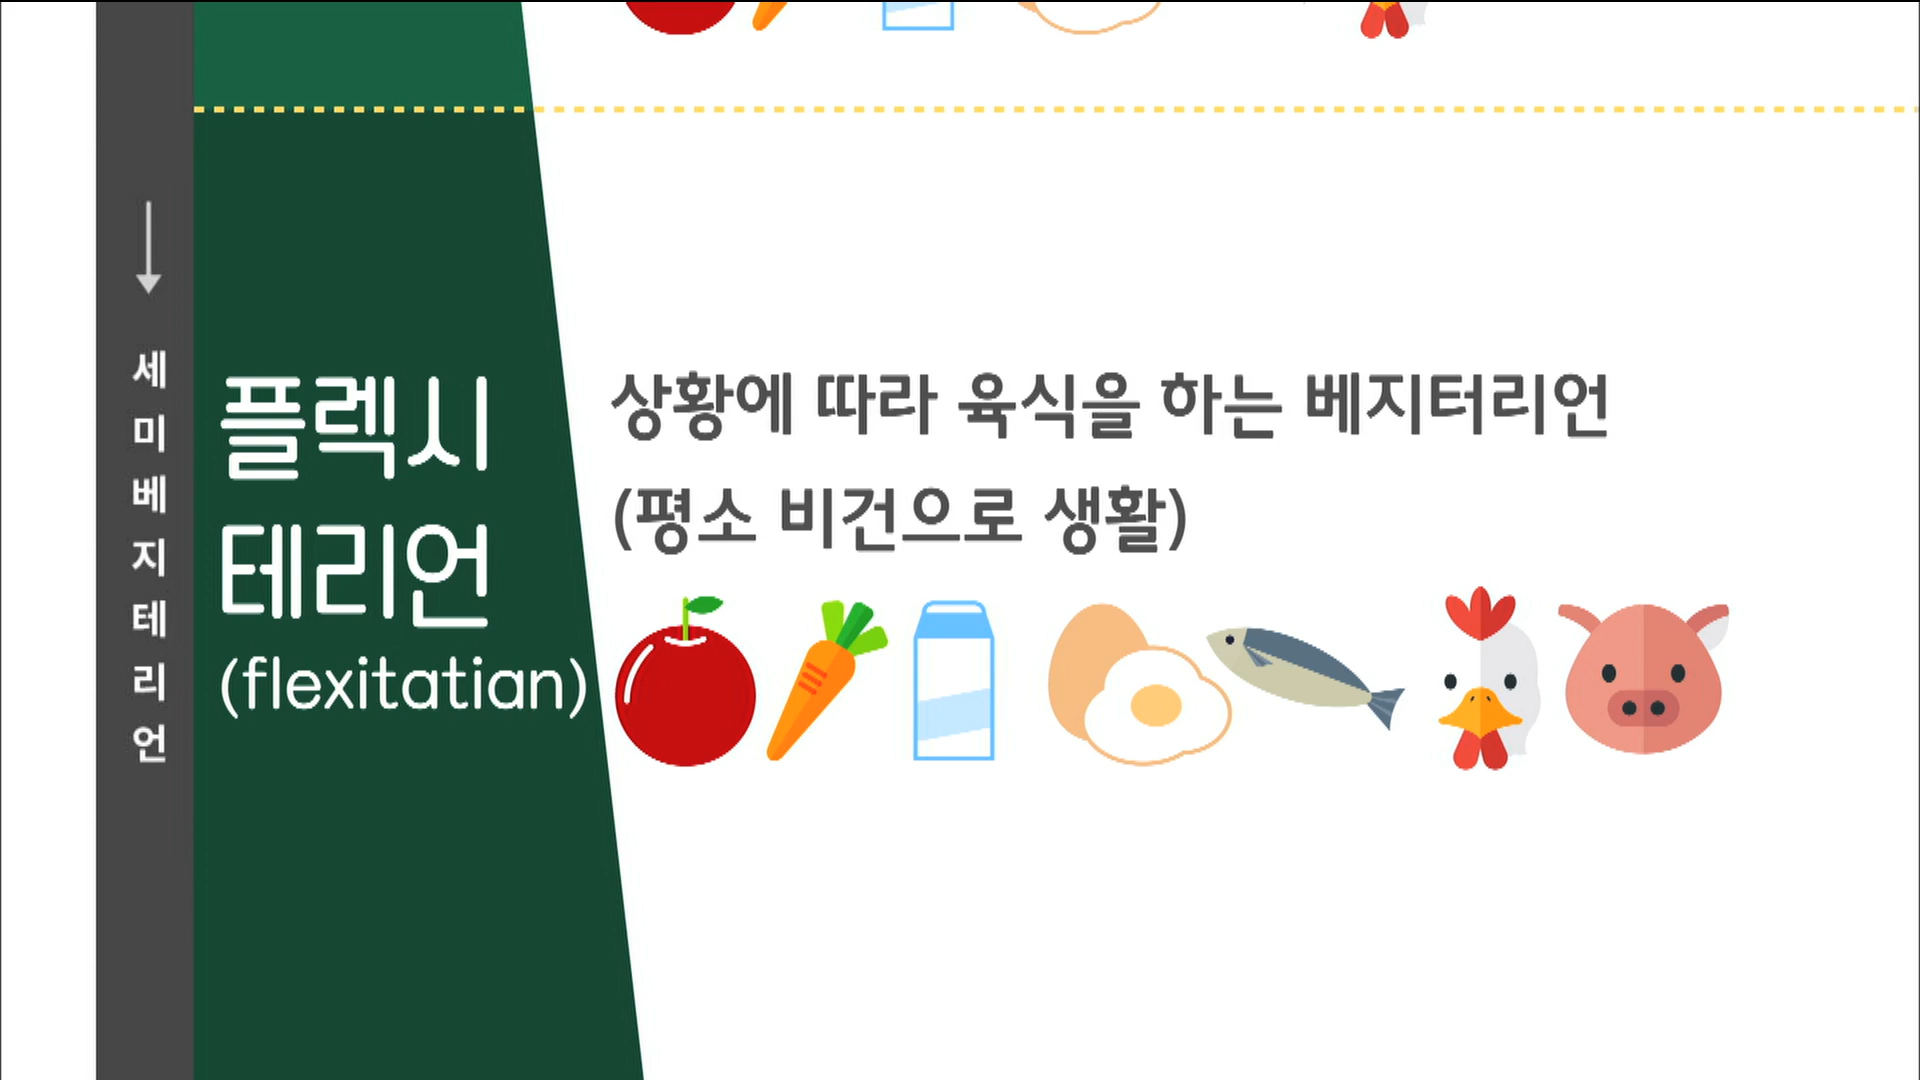 세미베지테리언
플렉시
테리언
(flexitatian)
상황에 따라 육식을 하는 베지터리언
(평소 비건으로 생활)